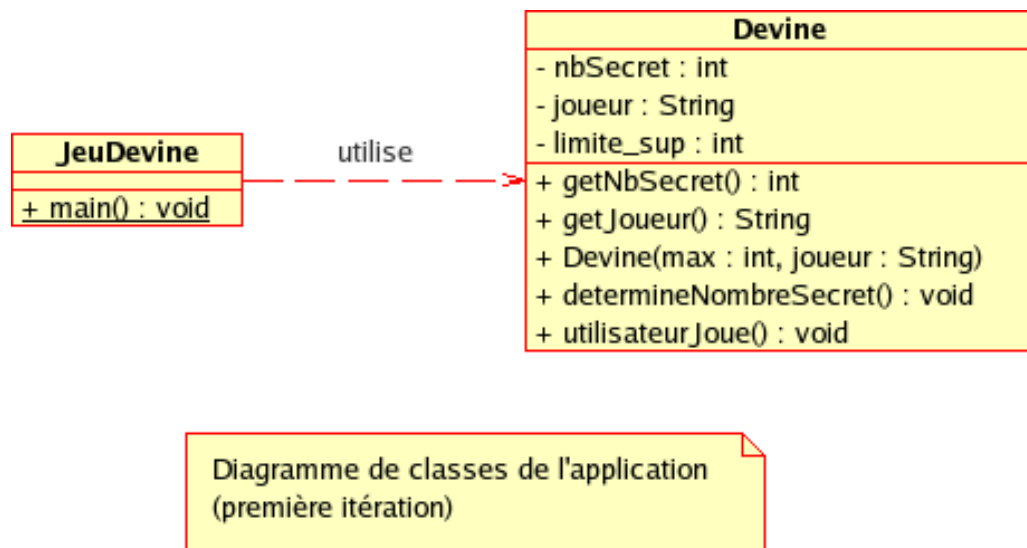 JeuDevine
+ main() : void
utilise
Devine
- nbSecret : int
- joueur : String
- limite_sup : int
+ getNbSecret() : int
+ getJoueur() : String
+ Devine(max : int, joueur : String)
+ determineNombreSecret() : void
+ utilisateurJoue() : void
Diagramme de classes de l'application
(première itération)